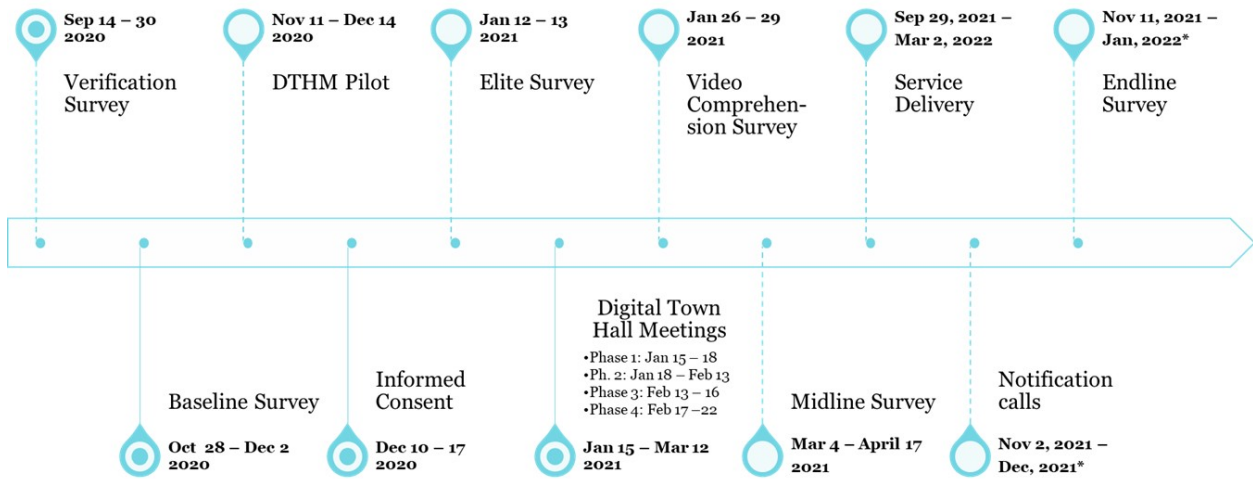 Sep 14 – 30
2020
Verification
Survey
Nov 11 – Dec 14
2020
DTHM Pilot
Jan 12 – 13
2021
Elite Survey
Jan 26 – 29
2021
Video
Comprehen-
sion Survey
Sep 29, 2021 –
Mar 2, 2022
Service
Delivery
Nov 11, 2021 –
Jan, 2022*
Endline
Survey
Baseline Survey
Oct 28 – Dec 2
2020
Informed
Consent
Dec 10 – 17
2020
Digital Town
Hall Meetings
•Phase 1: Jan 15 – 18
•Ph. 2: Jan 18 – Feb 13
•Phase 3: Feb 13 – 16
•Phase 4: Feb 17 –22
Jan 15 – Mar 12
2021
Midline Survey
Mar 4 – April 17
2021
Notification
calls
Nov 2, 2021 –
Dec, 2021*